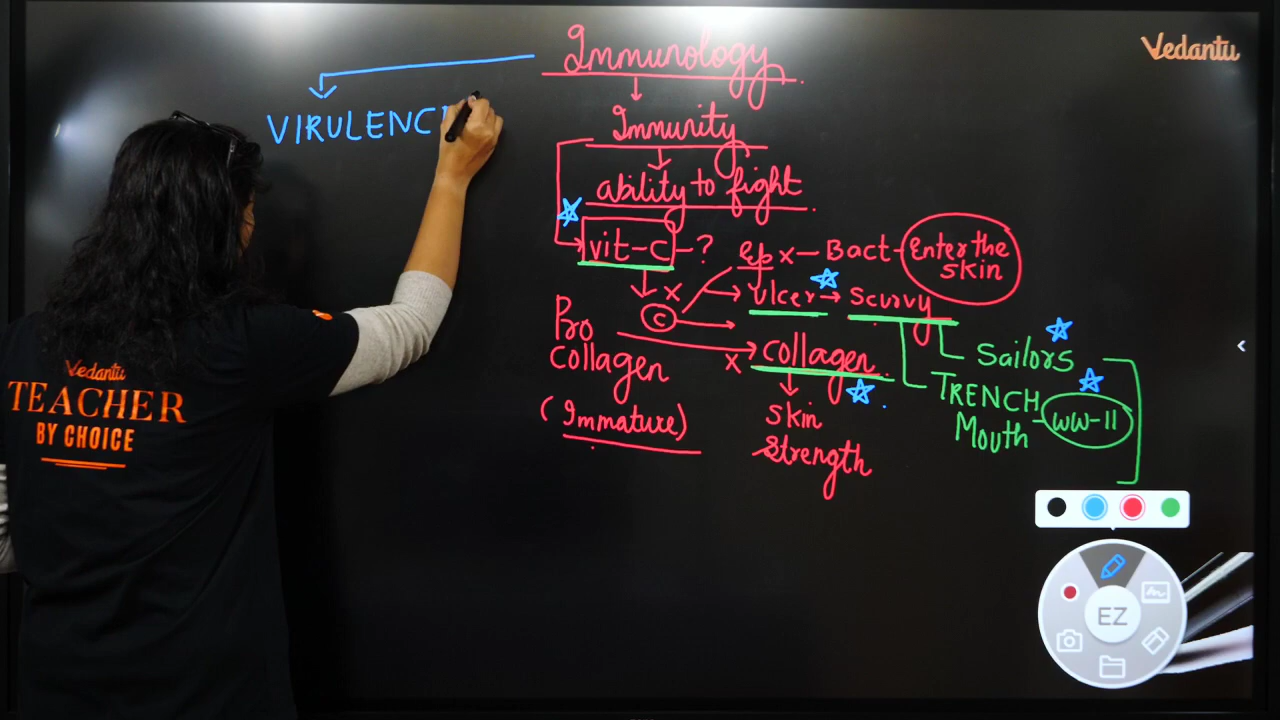 Vedantu
Immunology
VIRULENC
Immunity
ability to fight
vit-c - ?
Ep x - Bact - Enter the skin
x
c
Ulcer → Scurvy
Pro
collagen
(Immature)
x
collagen
skin
strength
Sailors
TRENCH
Mouth
WW-II
Vedantu
TEACHER
BY CHOICE
EZ